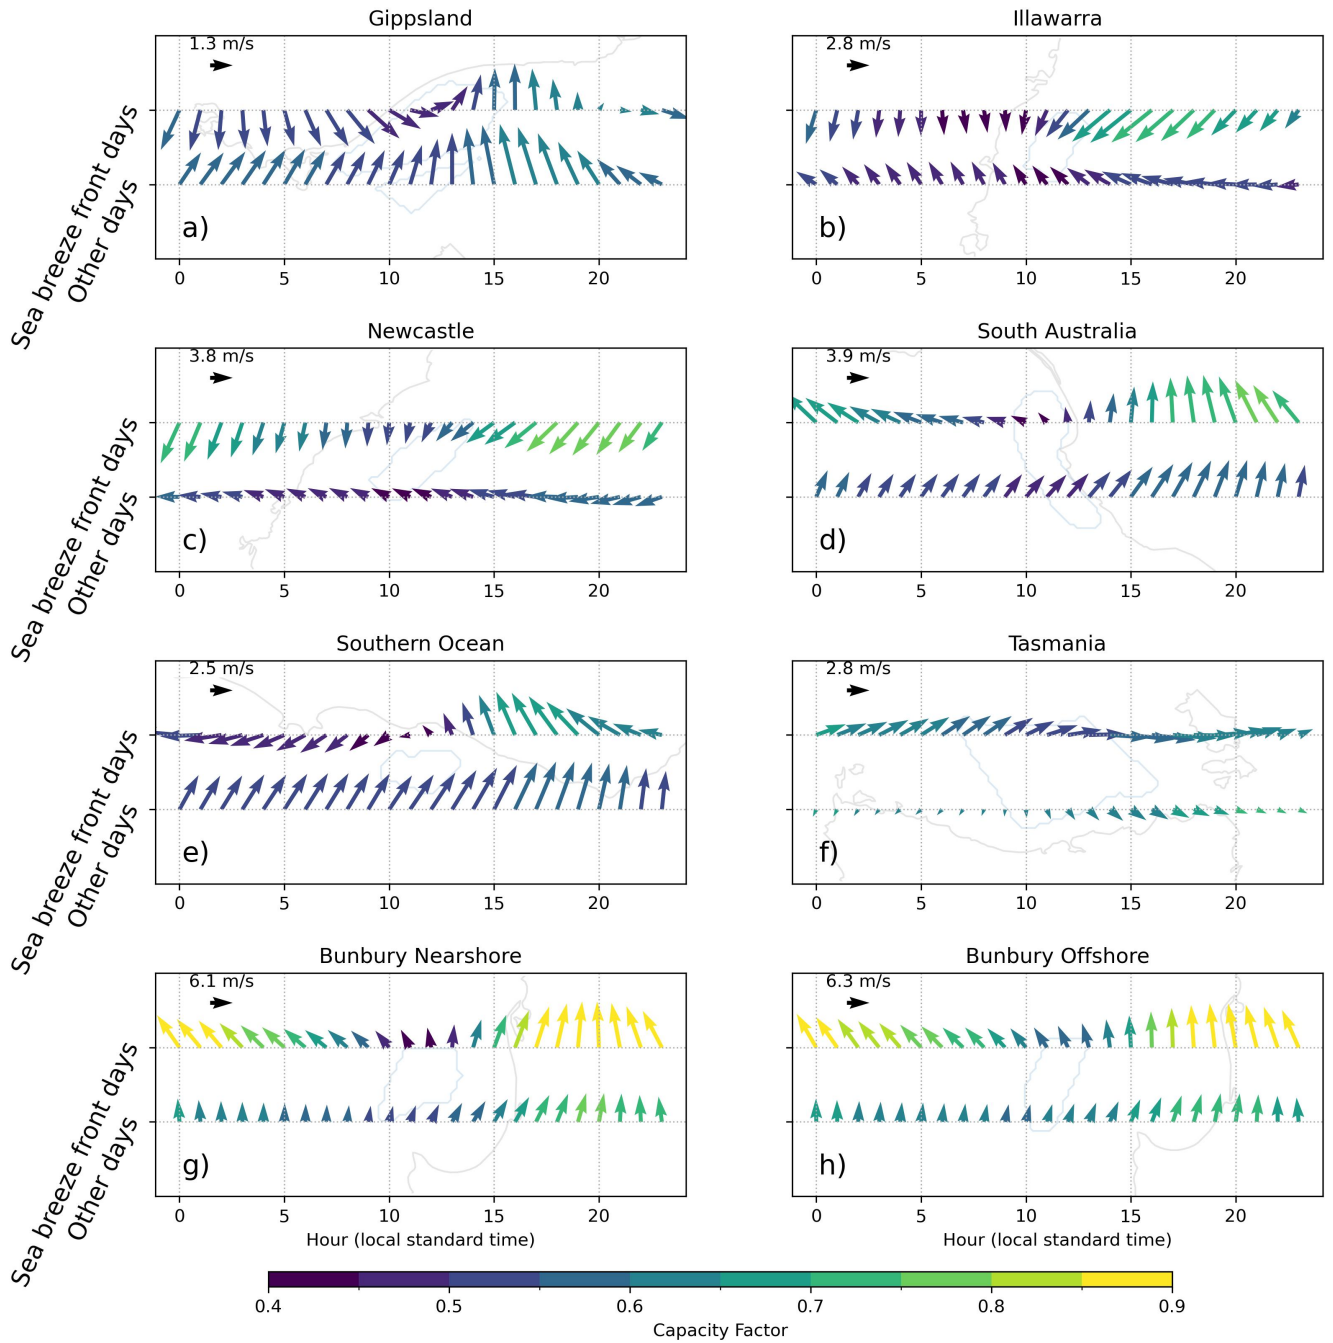 Gippsland
1.3 m/s
Sea breeze front days
Other days
a)
0 5 10 15 20
Illawarra
2.8 m/s
b)
0 5 10 15 20
Newcastle
3.8 m/s
Sea breeze front days
Other days
c)
0 5 10 15 20
South Australia
3.9 m/s
d)
0 5 10 15 20
Southern Ocean
2.5 m/s
Sea breeze front days
Other days
e)
0 5 10 15 20
Tasmania
2.8 m/s
f)
0 5 10 15 20
Bunbury Nearshore
6.1 m/s
Sea breeze front days
Other days
g)
0 5 10 15 20
Hour (local standard time)
Bunbury Offshore
6.3 m/s
h)
0 5 10 15 20
Hour (local standard time)
0.4 0.5 0.6 0.7 0.8 0.9
Capacity Factor